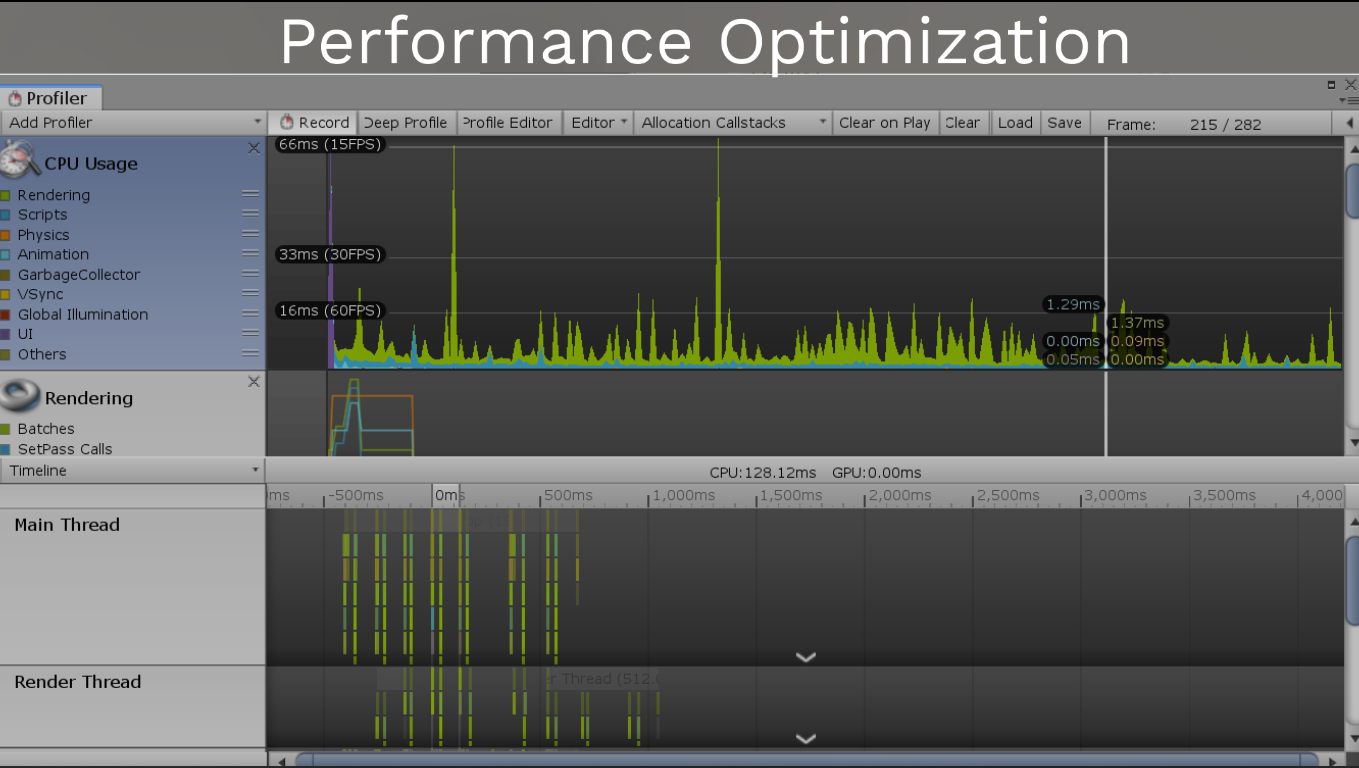 Performance Optimization
Profiler
Add Profiler
Record Deep Profile Profile Editor Editor Allocation Callstacks Clear on Play Clear Load Save Frame: 215 / 282
CPU Usage
Rendering
Scripts
Physics
Animation
GarbageCollector
VSync
Global Illumination
UI
Others
66ms (15FPS)
33ms (30FPS)
16ms (60FPS)
1.29ms
1.37ms
0.00ms 0.09ms
0.05ms 0.00ms
Rendering
Batches
SetPass Calls
Timeline
CPU:128.12ms GPU:0.00ms
ms -500ms 0ms 500ms 1,000ms 1,500ms 2,000ms 2,500ms 3,000ms 3,500ms 4,000
Main Thread
Render Thread
r Thread (512.